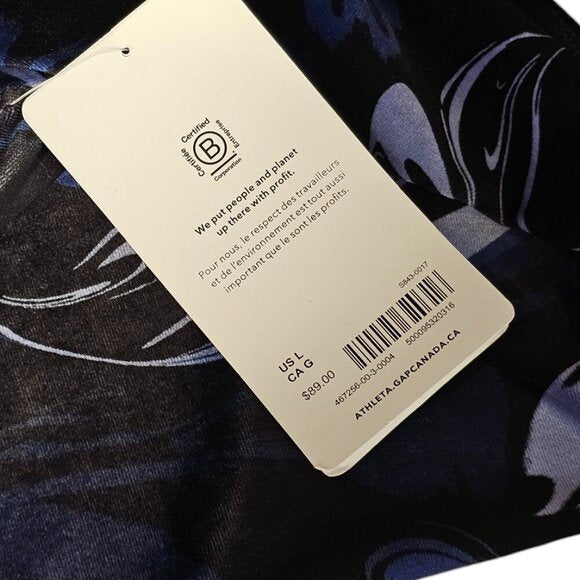 Certified
Certifiée
B
Corporation
Entreprise
We put people and planet
up there with profit.
Pour nous, le respect des travailleurs
et de l'environnement est tout aussi
important que le sont les profits.
5843-0017
US L
CA G
$89.00
467256-00-3-0004
500095320316
ATHLETA.GAPCANADA.CA